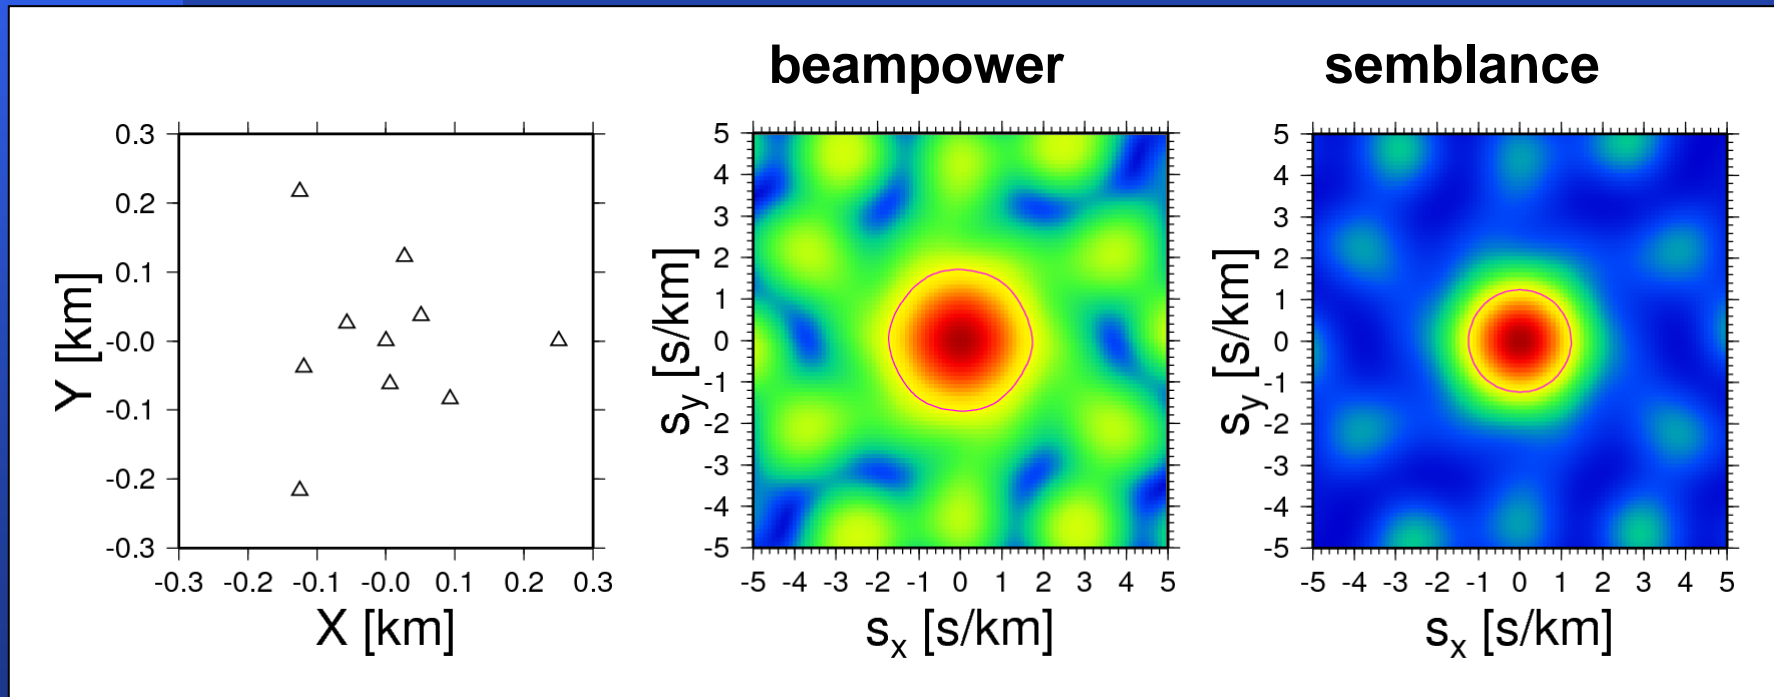 beampower
semblance
0.3
0.2
0.1
-0.0
-0.1
-0.2
-0.3
-0.3 -0.2 -0.1 -0.0 0.1 0.2 0.3
Y [km]
X [km]
5
4
3
2
1
0
-1
-2
-3
-4
-5
-5 -4 -3 -2 -1 0 1 2 3 4 5
sy [s/km]
sx [s/km]
5
4
3
2
1
0
-1
-2
-3
-4
-5
-5 -4 -3 -2 -1 0 1 2 3 4 5
sy [s/km]
sx [s/km]